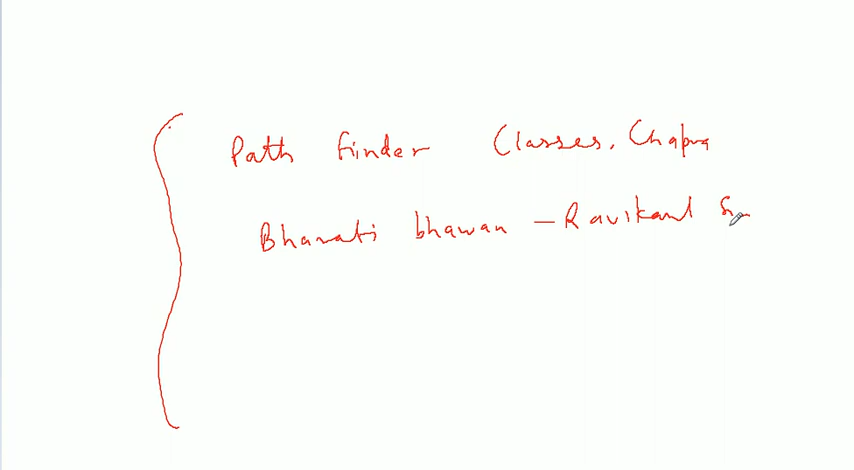 Path finder Classes, Chapra
Bharati bhawan - Ravikant